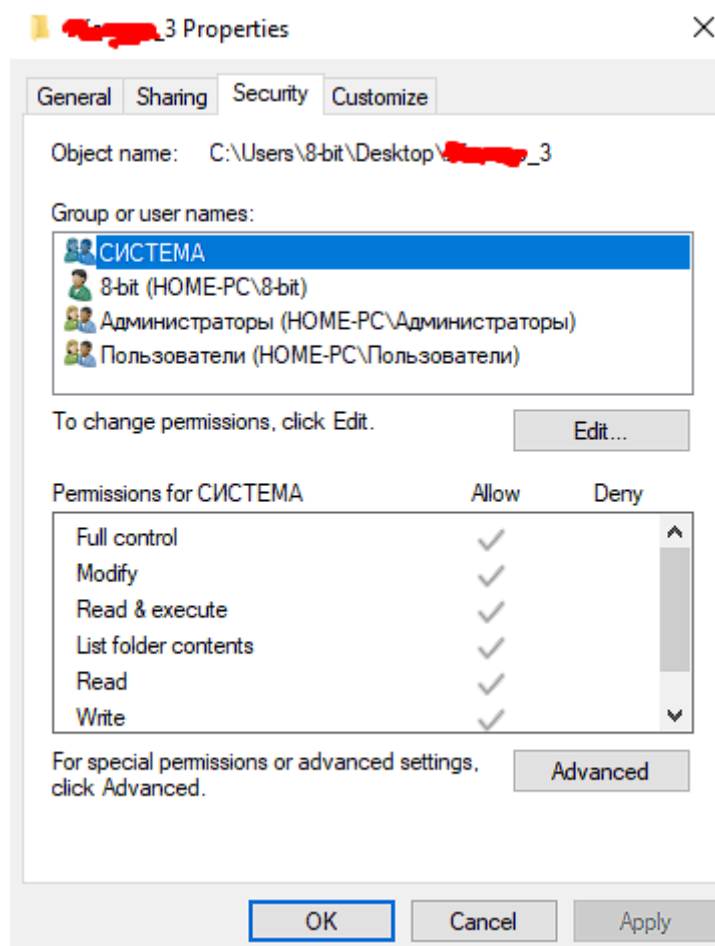 _3 Properties
General Sharing Security Customize
Object name: C:\Users\8-bit\Desktop\ _3
Group or user names:
СИСТЕМА
8-bit (HOME-PC\8-bit)
Администраторы (HOME-PC\Администраторы)
Пользователи (HOME-PC\Пользователи)
To change permissions, click Edit.
Edit...
Permissions for СИСТЕМА Allow Deny
Full control
Modify
Read & execute
List folder contents
Read
Write
For special permissions or advanced settings,
click Advanced.
Advanced
OK Cancel Apply